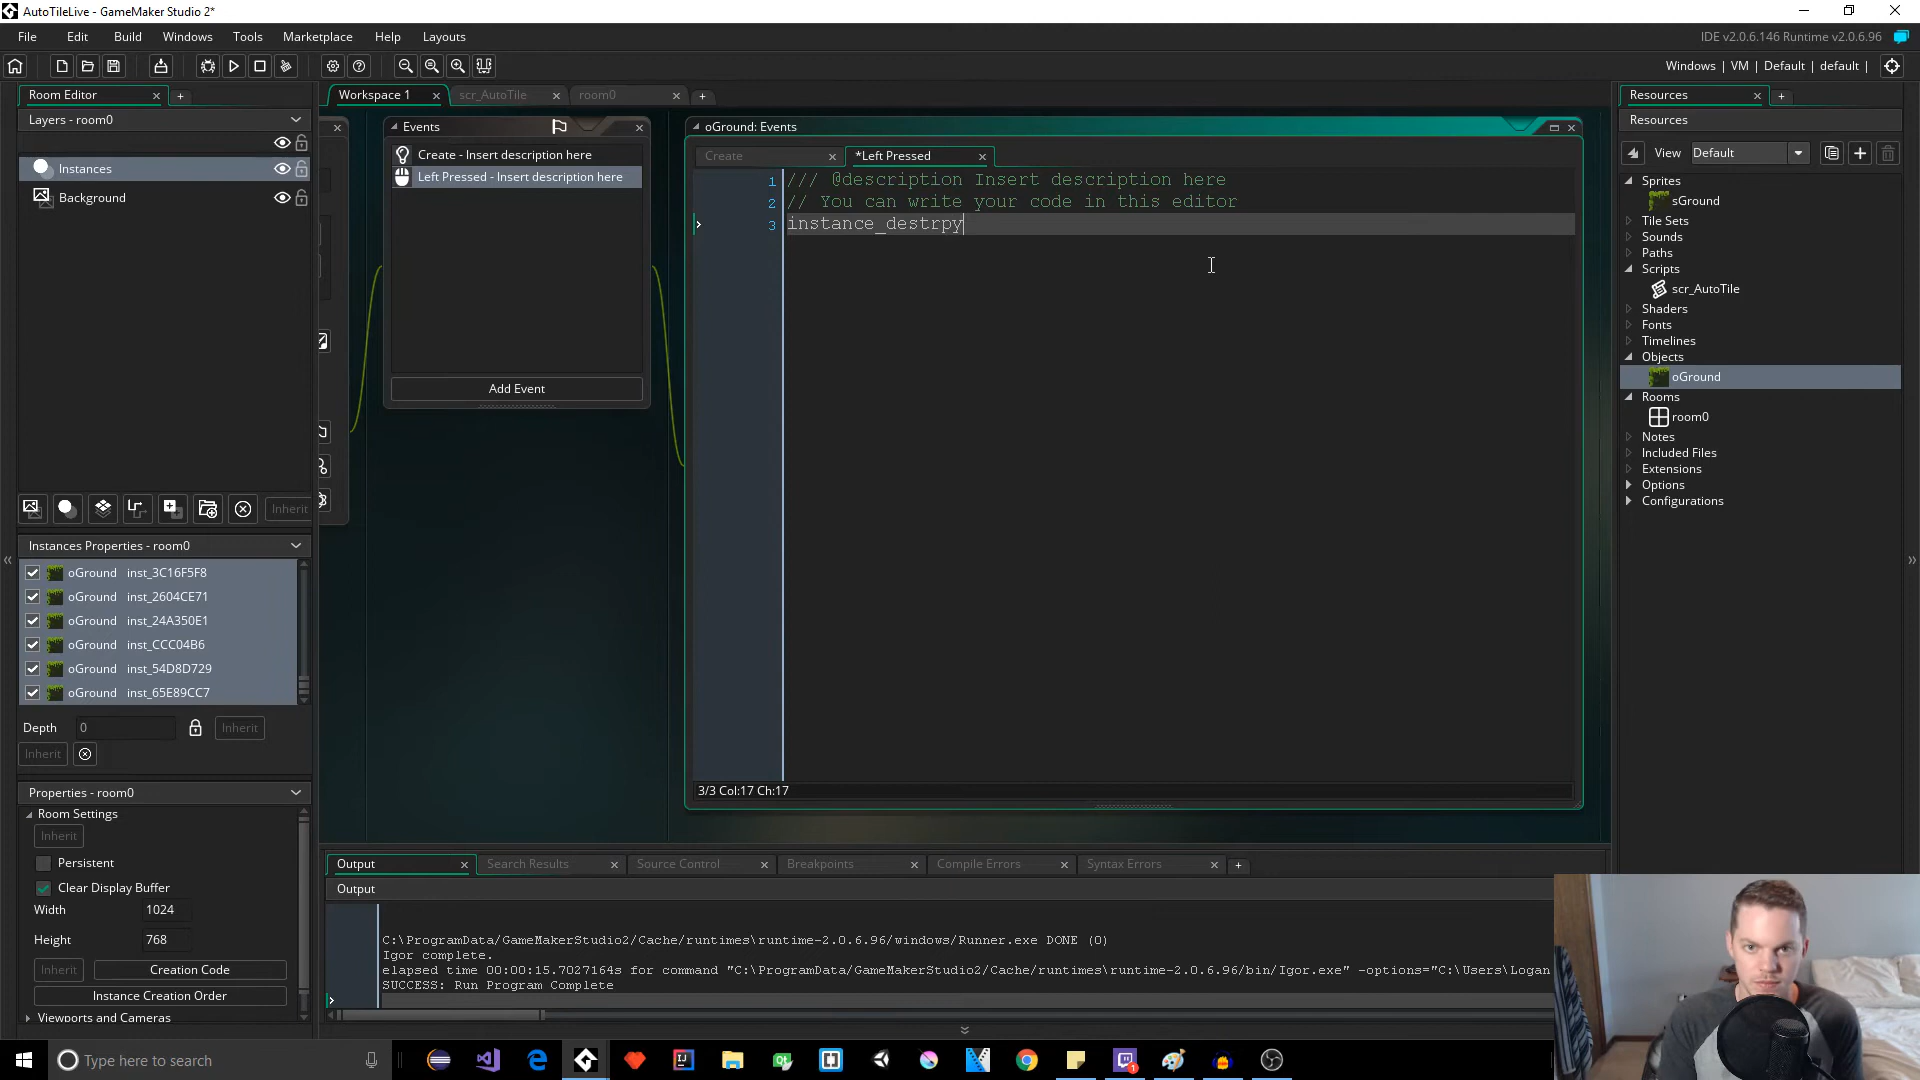 AutoTileLive - GameMaker Studio 2*
File Edit Build Windows Tools Marketplace Help Layouts
IDE v2.0.6.146 Runtime v2.0.6.96
Windows | VM | Default | default |
Room Editor
Layers - room0
Instances
Background
Inherit
Instances Properties - room0
oGround inst_3C16F5F8
oGround inst_2604CE71
oGround inst_24A350E1
oGround inst_CCC04B6
oGround inst_54D8D729
oGround inst_65E89CC7
Depth 0 Inherit
Inherit
Properties - room0
Room Settings
Inherit
Persistent
Clear Display Buffer
Width 1024
Height 768
Inherit Creation Code
Instance Creation Order
Viewports and Cameras
Workspace 1 scr_AutoTile room0
Events
Create - Insert description here
Left Pressed - Insert description here
Add Event
oGround: Events
Create *Left Pressed
1 /// @description Insert description here
2 // You can write your code in this editor
3 instance_destrpy
3/3 Col:17 Ch:17
Output Search Results Source Control Breakpoints Compile Errors Syntax Errors
Output
C:\ProgramData/GameMakerStudio2/Cache/runtimes\runtime-2.0.6.96/windows/Runner.exe DONE (0)
Igor complete.
elapsed time 00:00:15.7027164s for command "C:\ProgramData/GameMakerStudio2/Cache/runtimes\runtime-2.0.6.96/bin/Igor.exe" -options="C:\Users\Logan
SUCCESS: Run Program Complete
Resources
Resources
View Default
Sprites
sGround
Tile Sets
Sounds
Paths
Scripts
scr_AutoTile
Shaders
Fonts
Timelines
Objects
oGround
Rooms
room0
Notes
Included Files
Extensions
Options
Configurations
Type here to search